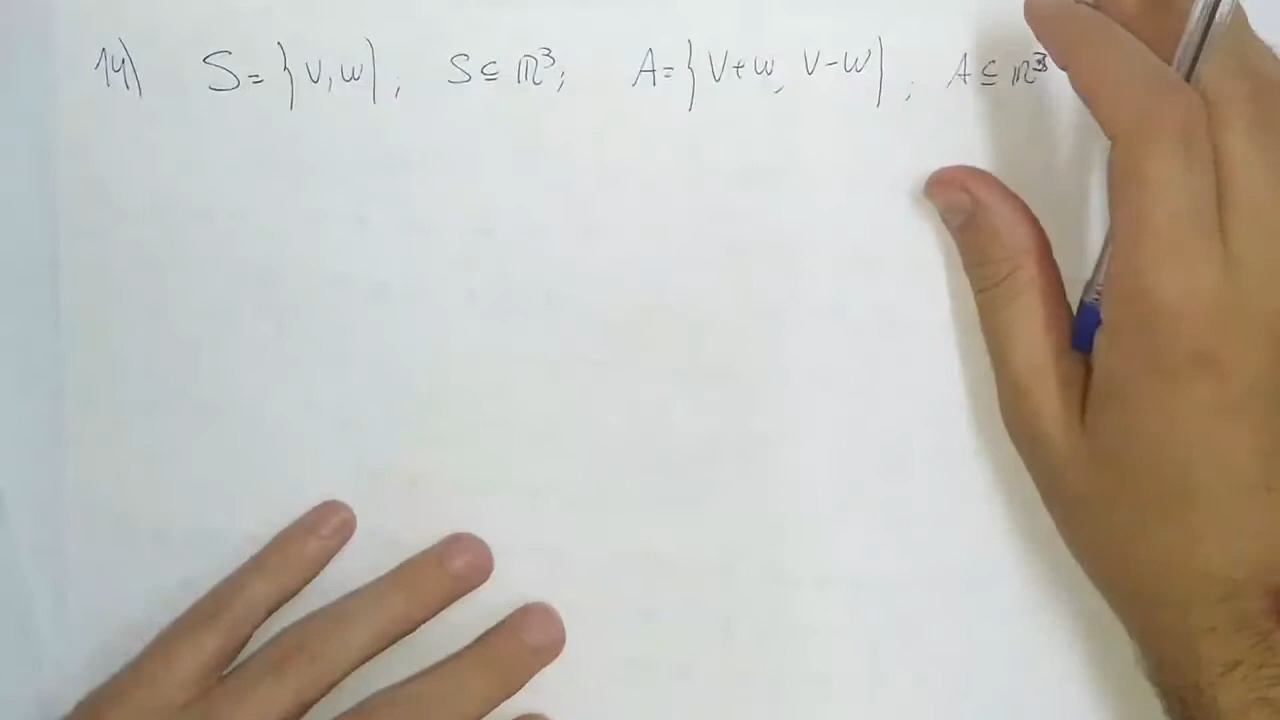 14) S = {v, w}; S ⊆ ℝ³; A = {v+w, v-w}; A ⊆ ℝ³